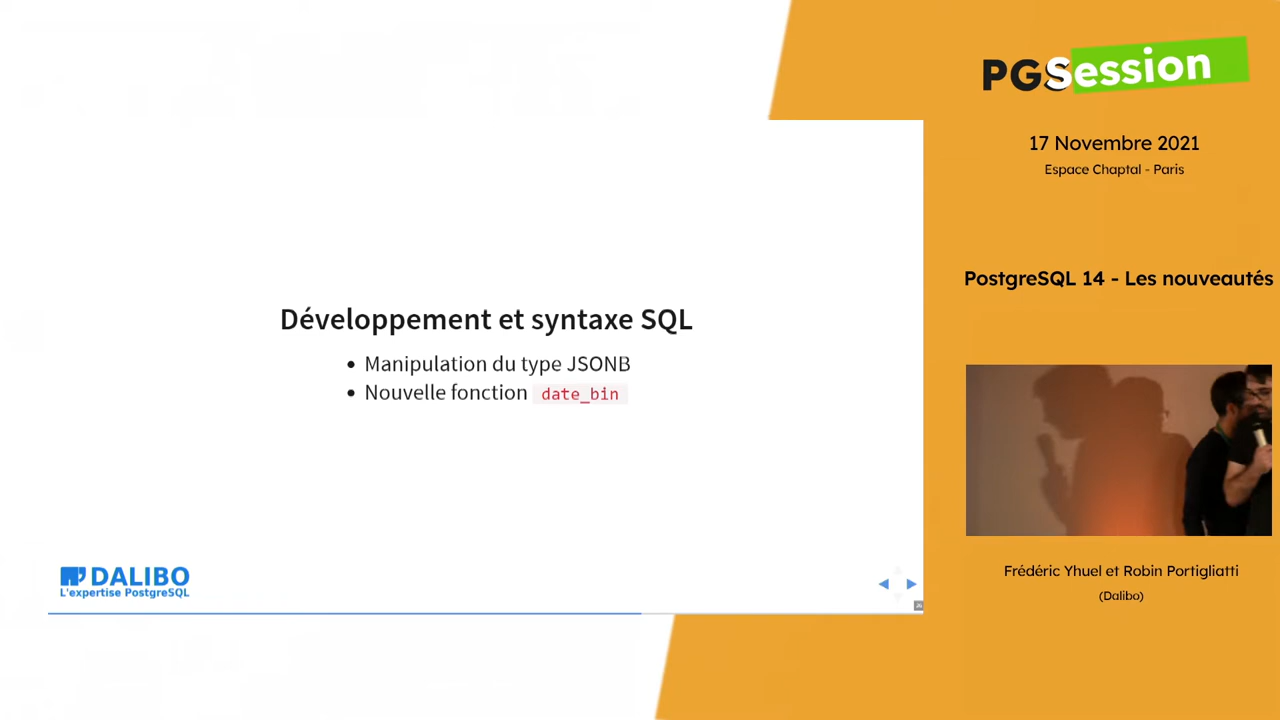 PGSession
17 Novembre 2021
Espace Chaptal - Paris
PostgreSQL 14 - Les nouveautés
Développement et syntaxe SQL
Manipulation du type JSONB
Nouvelle fonction date_bin
DALIBO
L'expertise PostgreSQL
Frédéric Yhuel et Robin Portigliatti
(Dalibo)